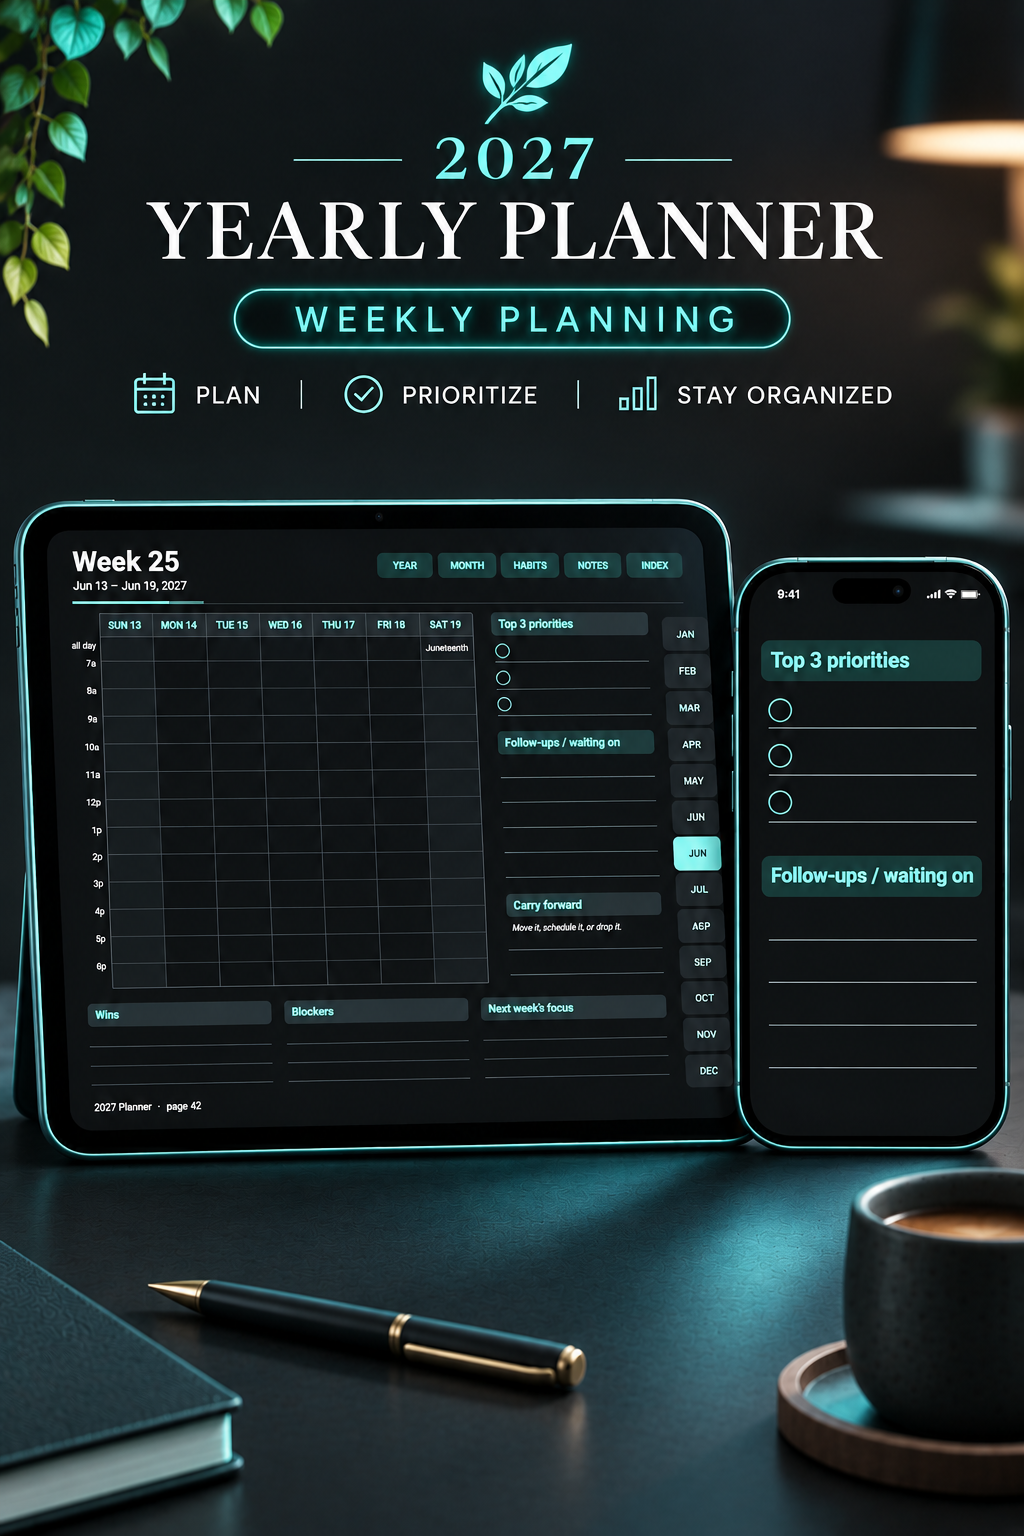 2027
YEARLY PLANNER
WEEKLY PLANNING
PLAN | PRIORITIZE | STAY ORGANIZED
Week 25
Jun 13 – Jun 19, 2027
YEAR MONTH HABITS NOTES INDEX
SUN 13 MON 14 TUE 15 WED 16 THU 17 FRI 18 SAT 19
all day Juneteenth
7a
8a
9a
10a
11a
12p
1p
2p
3p
4p
5p
6p
Top 3 priorities
Follow-ups / waiting on
Carry forward
Move it, schedule it, or drop it.
Wins
Blockers
Next week's focus
2027 Planner · page 42
JAN
FEB
MAR
APR
MAY
JUN
JUN
JUL
SEP
OCT
NOV
DEC
9:41
Top 3 priorities
Follow-ups / waiting on